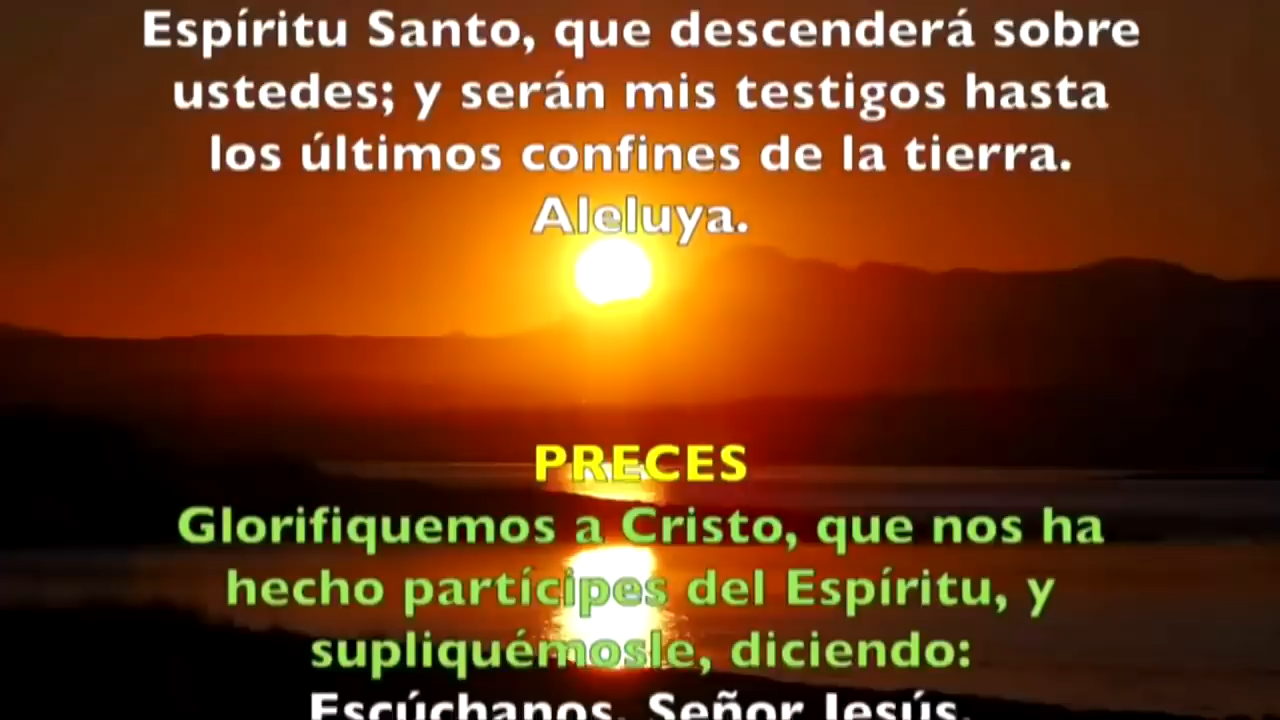 Espíritu Santo, que descenderá sobre
ustedes; y serán mis testigos hasta
los últimos confines de la tierra.
Aleluya.
PRECES
Glorifiquemos a Cristo, que nos ha
hecho partícipes del Espíritu, y
supliquémosle, diciendo:
Escúchanos, Señor Jesús.